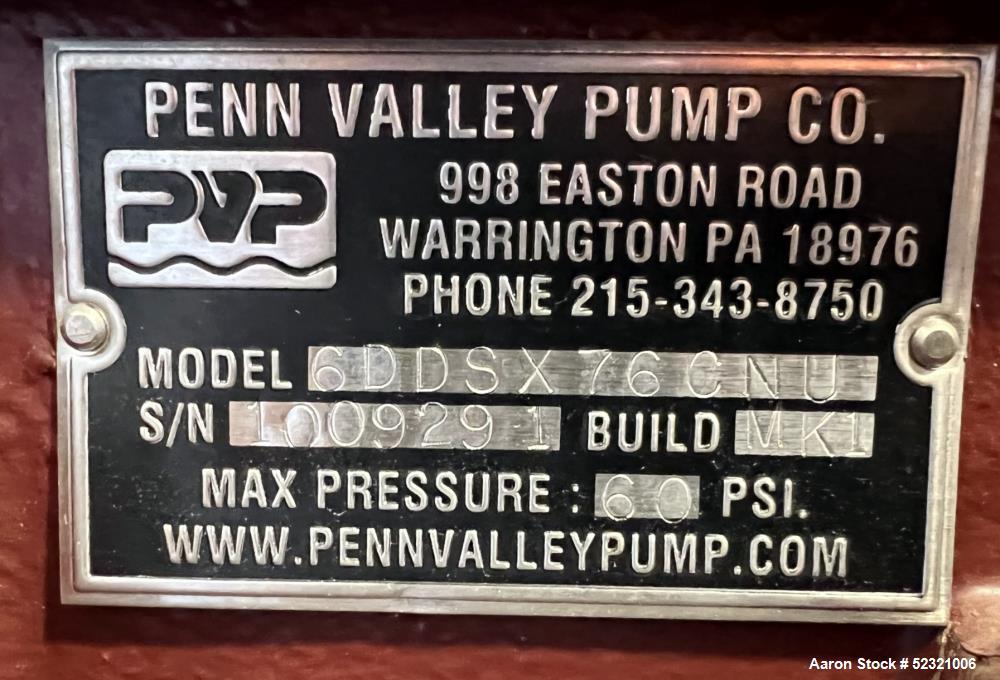 PENN VALLEY PUMP CO.
PVP
998 EASTON ROAD
WARRINGTON PA 18976
PHONE 215-343-8750
MODEL 6DDSX76CNU
S/N 100929 1 BUILD MK1
MAX PRESSURE : 60 PSI.
WWW.PENNVALLEYPUMP.COM
Aaron Stock # 52321006